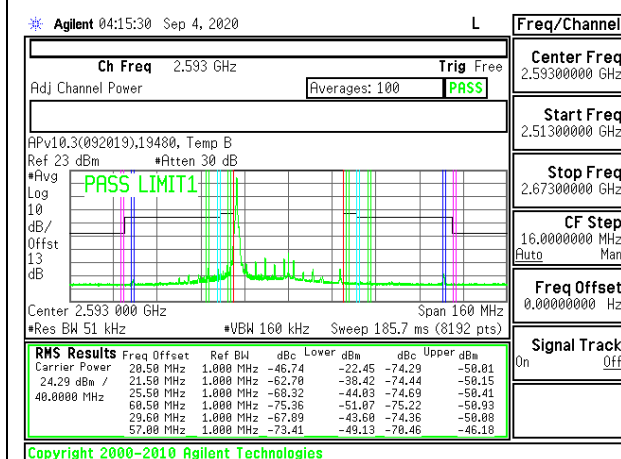 Agilent 04:15:30 Sep 4, 2020 L
Freq/Channel
Ch Freq 2.593 GHz Trig Free
Adj Channel Power Averages: 100 PASS
APv10.3(092019),19480, Temp B
Ref 23 dBm #Atten 30 dB
#Avg
Log
10
dB/
Offst
13
dB
PASS LIMIT1
Center 2.593 000 GHz Span 160 MHz
#Res BW 51 kHz #VBW 160 kHz Sweep 185.7 ms (8192 pts)
RMS Results Freq Offset Ref BW dBc Lower dBm dBc Upper dBm
Carrier Power 20.50 MHz 1.000 MHz -46.74 -22.45 -74.29 -50.01
24.29 dBm / 21.50 MHz 1.000 MHz -62.70 -38.42 -74.44 -50.15
40.0000 MHz 25.50 MHz 1.000 MHz -68.32 -44.03 -74.69 -50.41
60.50 MHz 1.000 MHz -75.36 -51.07 -75.22 -50.93
29.60 MHz 1.000 MHz -67.89 -43.60 -74.36 -50.08
57.00 MHz 1.000 MHz -73.41 -49.13 -70.46 -46.18
Copyright 2000-2010 Agilent Technologies
Center Freq
2.59300000 GHz
Start Freq
2.51300000 GHz
Stop Freq
2.67300000 GHz
CF Step
16.0000000 MHz
Auto Man
Freq Offset
0.00000000 Hz
Signal Track
On Off